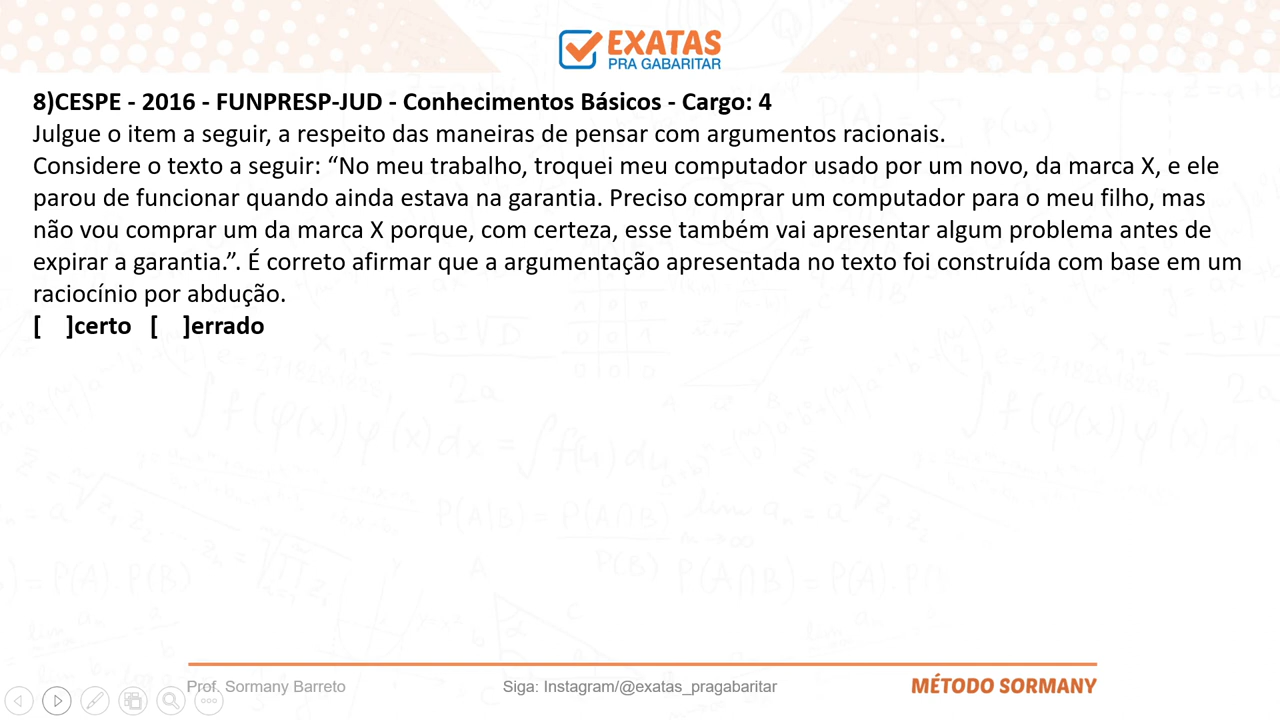 EXATAS
PRA GABARITAR
8)CESPE - 2016 - FUNPRESP-JUD - Conhecimentos Básicos - Cargo: 4
Julgue o item a seguir, a respeito das maneiras de pensar com argumentos racionais.
Considere o texto a seguir: “No meu trabalho, troquei meu computador usado por um novo, da marca X, e ele
parou de funcionar quando ainda estava na garantia. Preciso comprar um computador para o meu filho, mas
não vou comprar um da marca X porque, com certeza, esse também vai apresentar algum problema antes de
expirar a garantia.”. É correto afirmar que a argumentação apresentada no texto foi construída com base em um
raciocínio por abdução.
[ ]certo [ ]errado
Prof. Sormany Barreto
Siga: Instagram/@exatas_pragabaritar
MÉTODO SORMANY